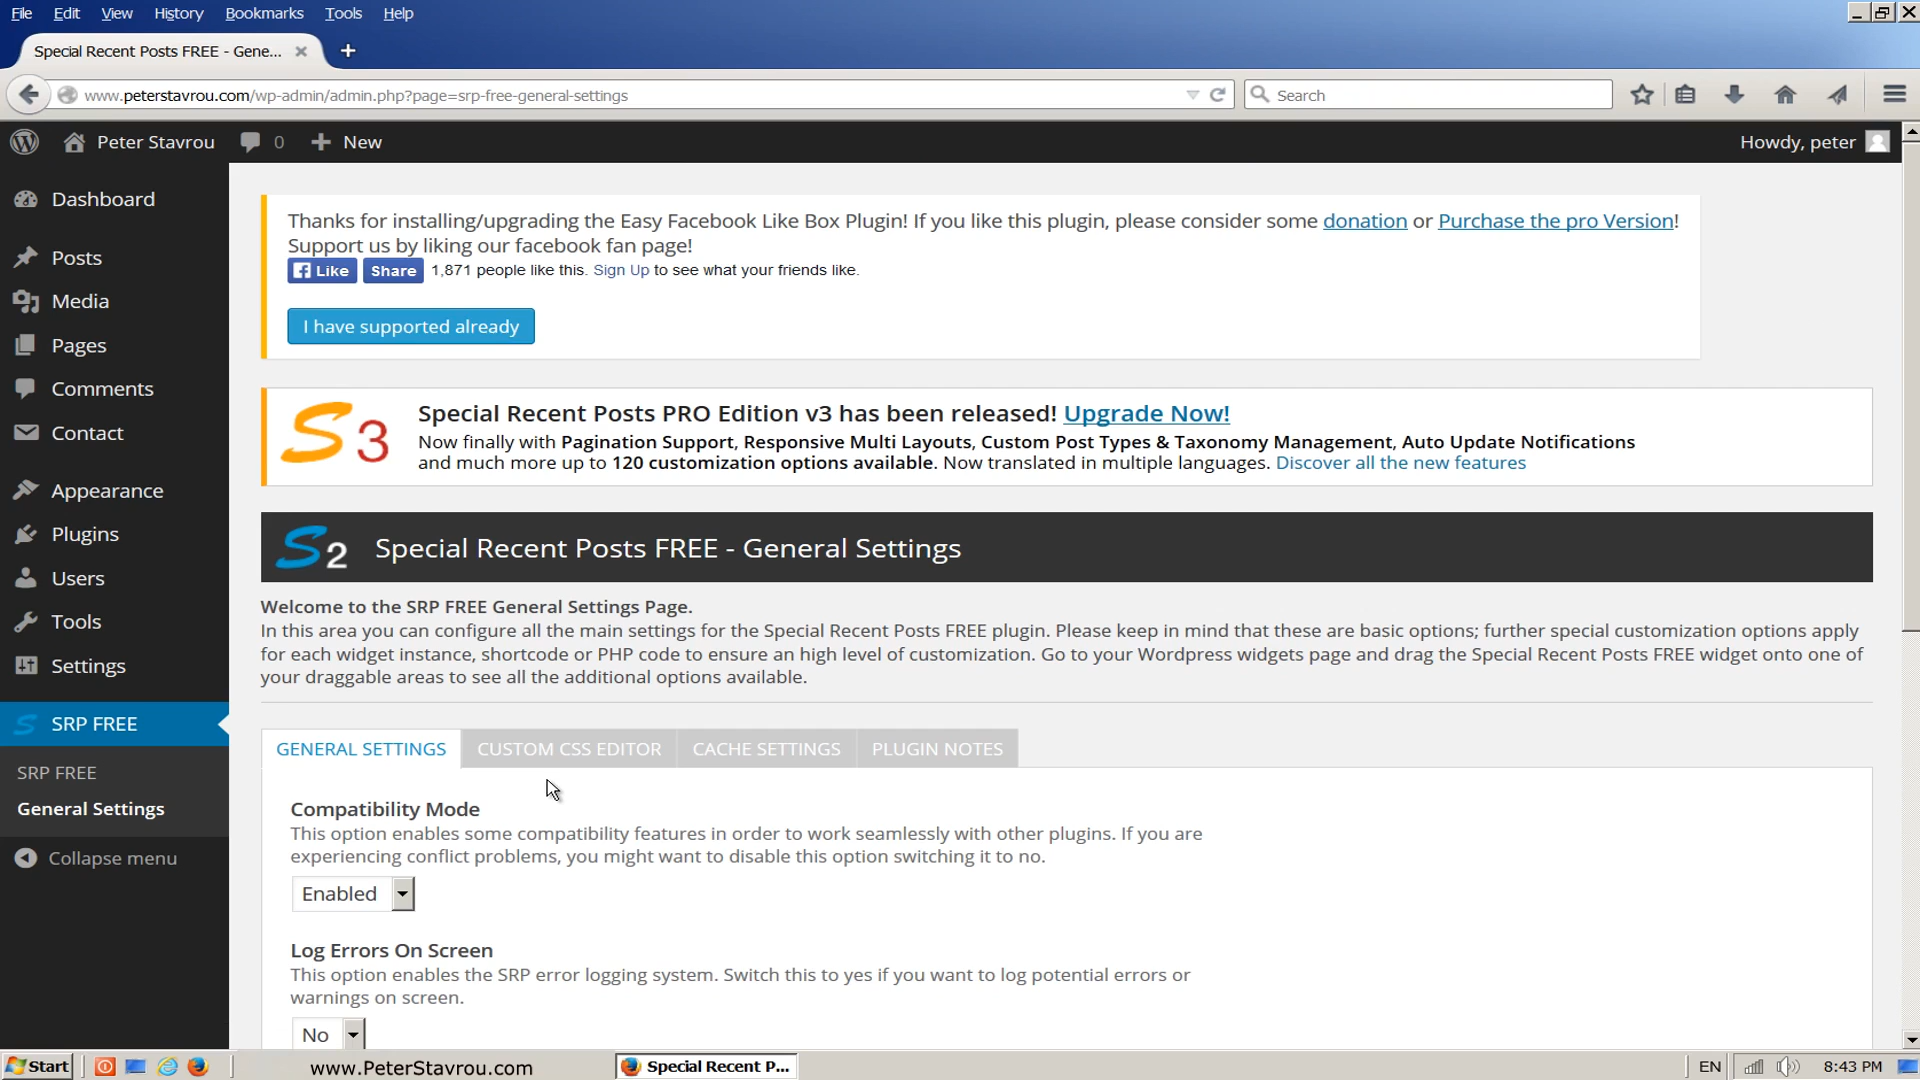 File Edit View History Bookmarks Tools Help
Special Recent Posts FREE - Gene...
www.peterstavrou.com/wp-admin/admin.php?page=srp-free-general-settings
Search
Peter Stavrou
0
New
Howdy, peter
Dashboard
Posts
Media
Pages
Comments
Contact
Appearance
Plugins
Users
Tools
Settings
SRP FREE
SRP FREE
General Settings
Collapse menu
Thanks for installing/upgrading the Easy Facebook Like Box Plugin! If you like this plugin, please consider some donation or Purchase the pro Version!
Support us by liking our facebook fan page!
Like Share 1,871 people like this. Sign Up to see what your friends like.
I have supported already
S3
Special Recent Posts PRO Edition v3 has been released! Upgrade Now!
Now finally with Pagination Support, Responsive Multi Layouts, Custom Post Types & Taxonomy Management, Auto Update Notifications
and much more up to 120 customization options available. Now translated in multiple languages. Discover all the new features
S2 Special Recent Posts FREE - General Settings
Welcome to the SRP FREE General Settings Page.
In this area you can configure all the main settings for the Special Recent Posts FREE plugin. Please keep in mind that these are basic options; further special customization options apply
for each widget instance, shortcode or PHP code to ensure an high level of customization. Go to your Wordpress widgets page and drag the Special Recent Posts FREE widget onto one of
your draggable areas to see all the additional options available.
GENERAL SETTINGS CUSTOM CSS EDITOR CACHE SETTINGS PLUGIN NOTES
Compatibility Mode
This option enables some compatibility features in order to work seamlessly with other plugins. If you are
experiencing conflict problems, you might want to disable this option switching it to no.
Enabled
Log Errors On Screen
This option enables the SRP error logging system. Switch this to yes if you want to log potential errors or
warnings on screen.
No
Start
www.PeterStavrou.com
Special Recent P...
EN
8:43 PM